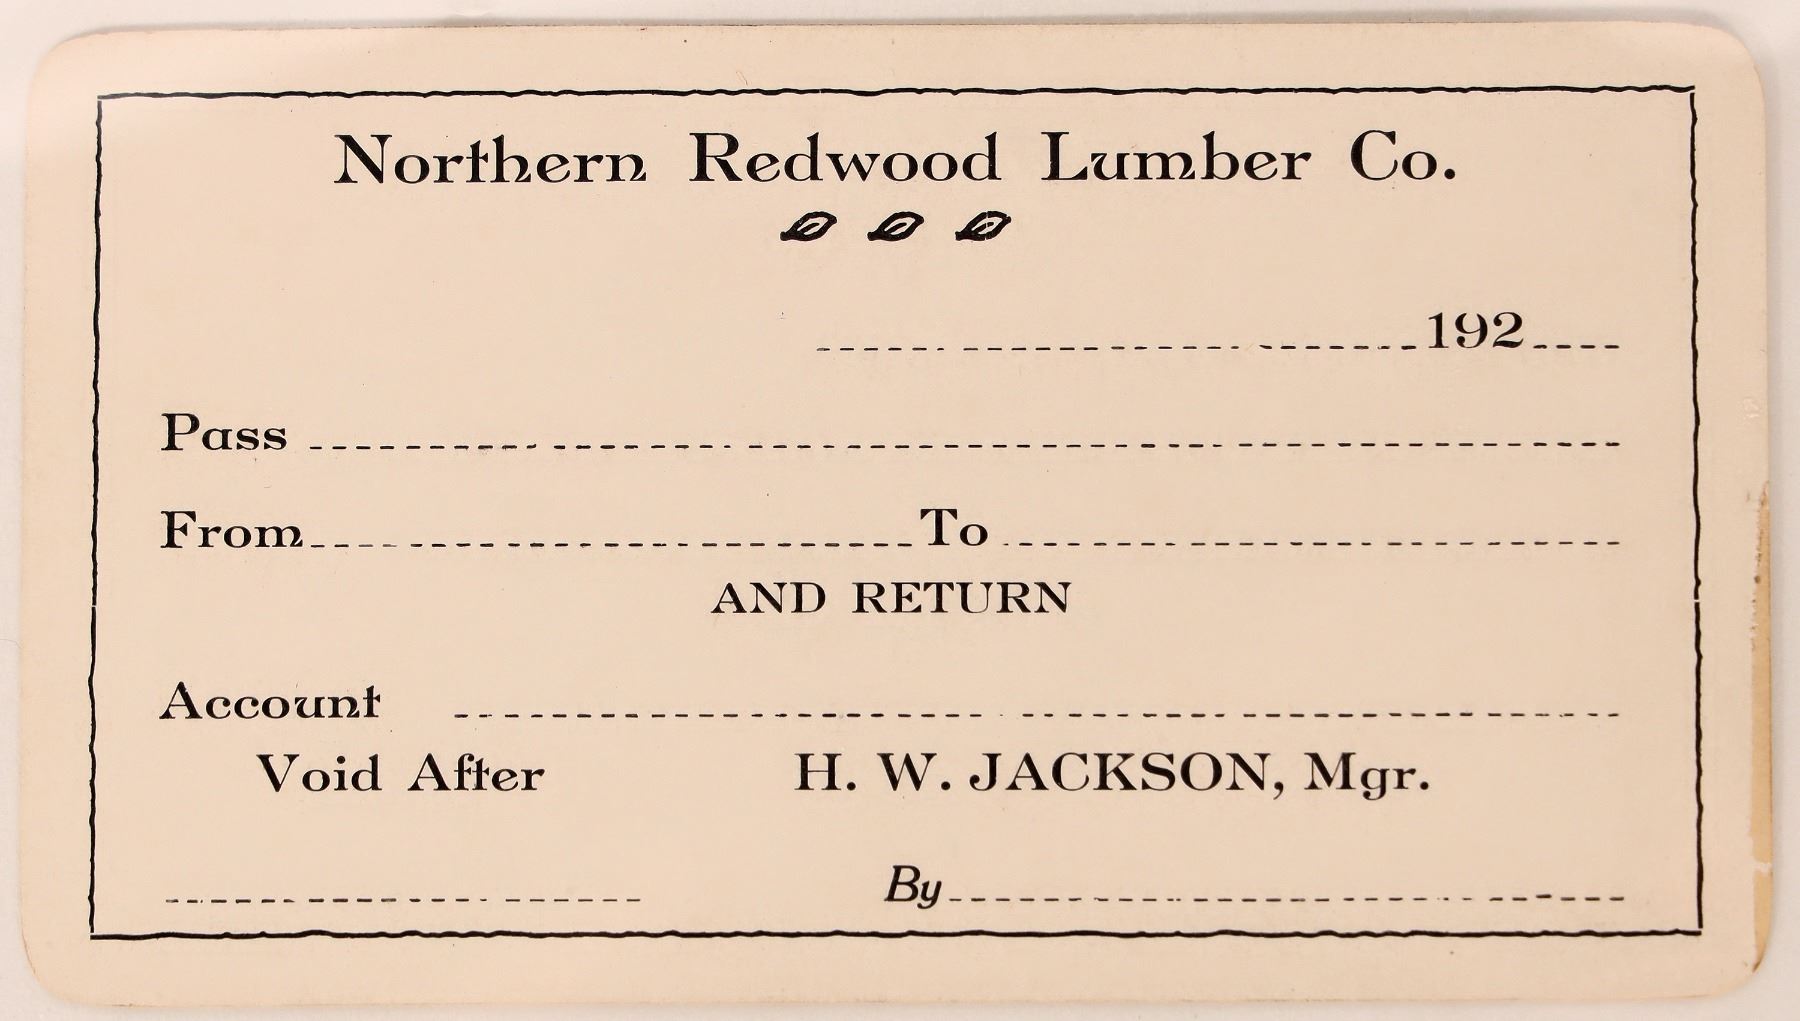 Northern Redwood Lumber Co.
192
Pass
From To
AND RETURN
Account
Void After H. W. JACKSON, Mgr.
By